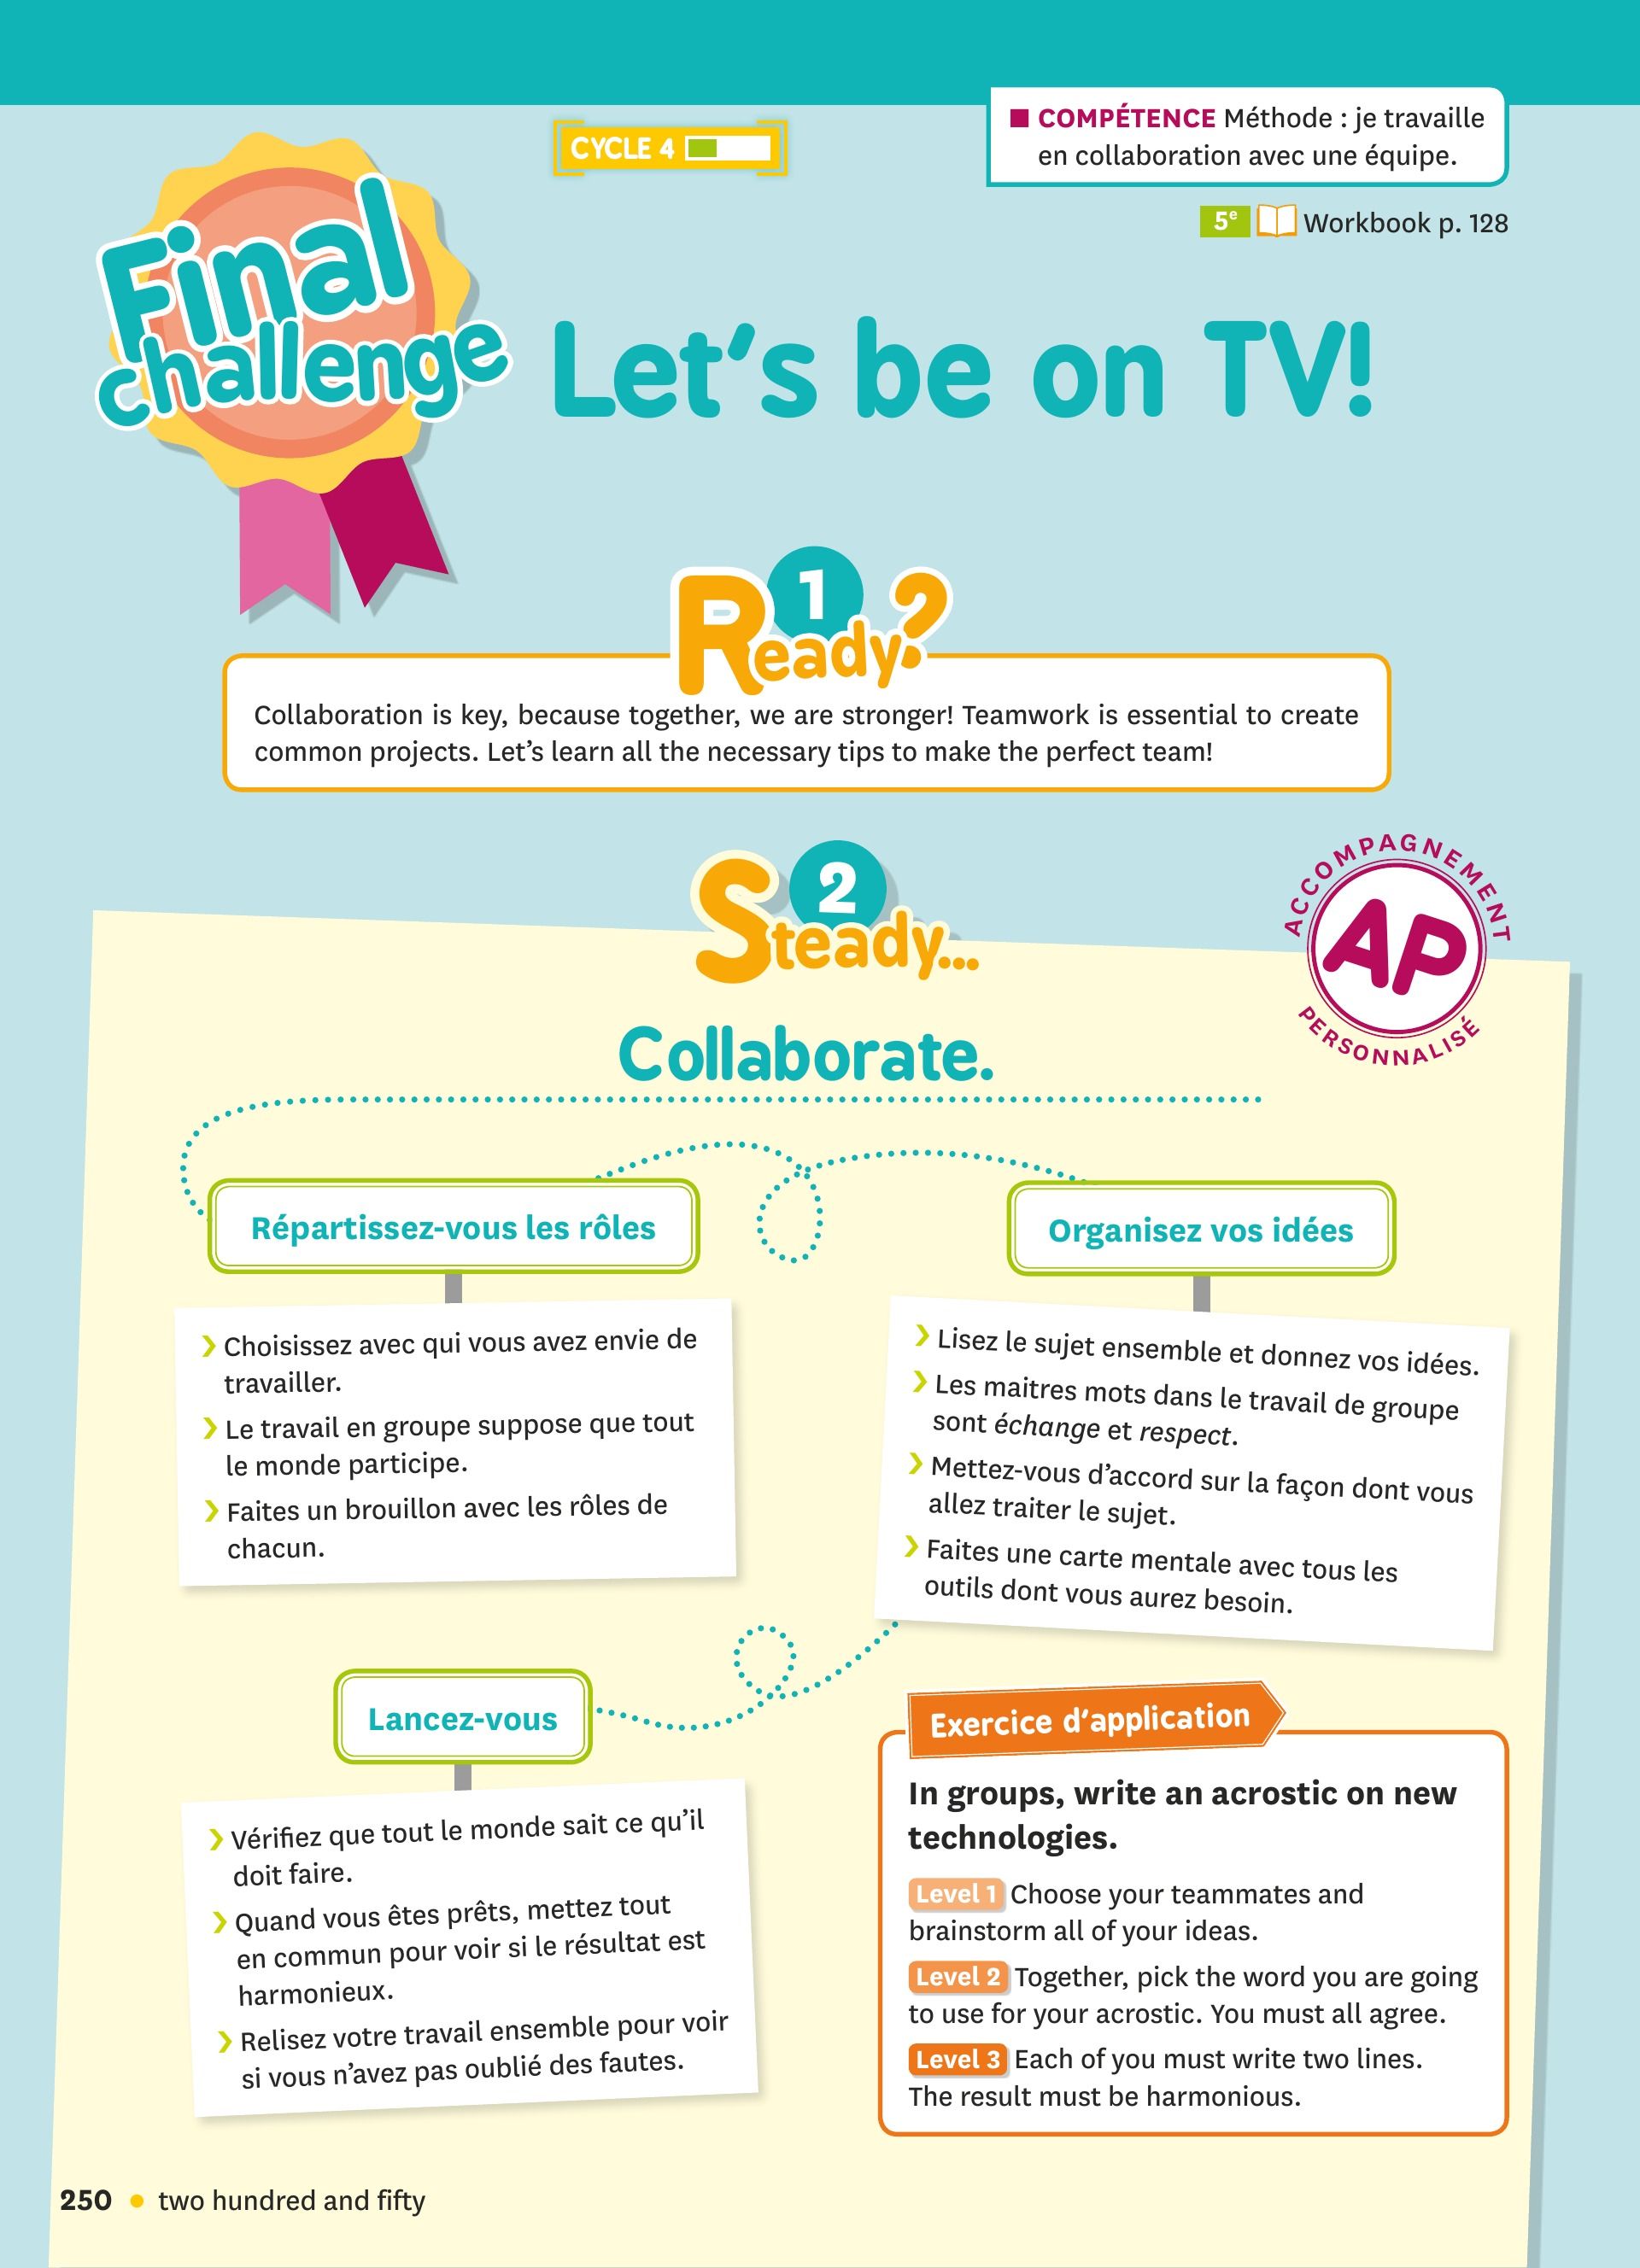 CYCLE 4
■ COMPÉTENCE Méthode : je travaille
en collaboration avec une équipe.
5e Workbook p. 128
Final
challenge
Let's be on TV!
1
Ready?
Collaboration is key, because together, we are stronger! Teamwork is essential to create
common projects. Let's learn all the necessary tips to make the perfect team!
2
Steady...
ACCOMPAGNEMENT
AP
PERSONNALISÉ
Collaborate.
Répartissez-vous les rôles
❯ Choisissez avec qui vous avez envie de
travailler.
❯ Le travail en groupe suppose que tout
le monde participe.
❯ Faites un brouillon avec les rôles de
chacun.
Organisez vos idées
❯ Lisez le sujet ensemble et donnez vos idées.
❯ Les maitres mots dans le travail de groupe
sont échange et respect.
❯ Mettez-vous d'accord sur la façon dont vous
allez traiter le sujet.
❯ Faites une carte mentale avec tous les
outils dont vous aurez besoin.
Lancez-vous
❯ Vérifiez que tout le monde sait ce qu'il
doit faire.
❯ Quand vous êtes prêts, mettez tout
en commun pour voir si le résultat est
harmonieux.
❯ Relisez votre travail ensemble pour voir
si vous n'avez pas oublié des fautes.
Exercice d'application
In groups, write an acrostic on new
technologies.
Level 1 Choose your teammates and
brainstorm all of your ideas.
Level 2 Together, pick the word you are going
to use for your acrostic. You must all agree.
Level 3 Each of you must write two lines.
The result must be harmonious.
250 • two hundred and fifty